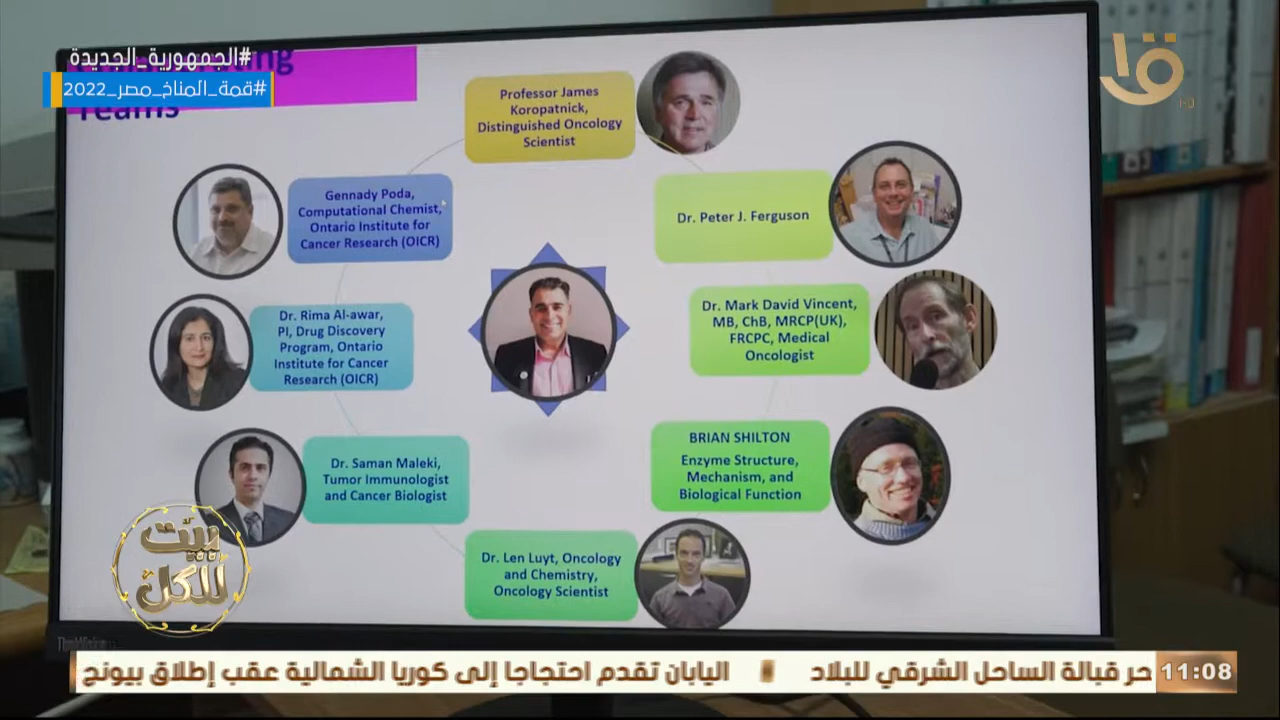 #الجمهورية_الجديدة
#قمة_المناخ_مصر_2022
Teams
Professor James
Koropatnick,
Distinguished Oncology
Scientist
Gennady Poda,
Computational Chemist,
Ontario Institute for
Cancer Research (OICR)
Dr. Peter J. Ferguson
Dr. Rima Al-awar,
PI, Drug Discovery
Program, Ontario
Institute for Cancer
Research (OICR)
Dr. Mark David Vincent,
MB, ChB, MRCP(UK),
FRCPC, Medical
Oncologist
Dr. Saman Maleki,
Tumor Immunologist
and Cancer Biologist
BRIAN SHILTON
Enzyme Structure,
Mechanism, and
Biological Function
Dr. Len Luyt, Oncology
and Chemistry,
Oncology Scientist
بيت
للكل
ThinkVision
11:08
حر قبالة الساحل الشرقي للبلاد اليابان تقدم احتجاجا إلى كوريا الشمالية عقب إطلاق بيونج